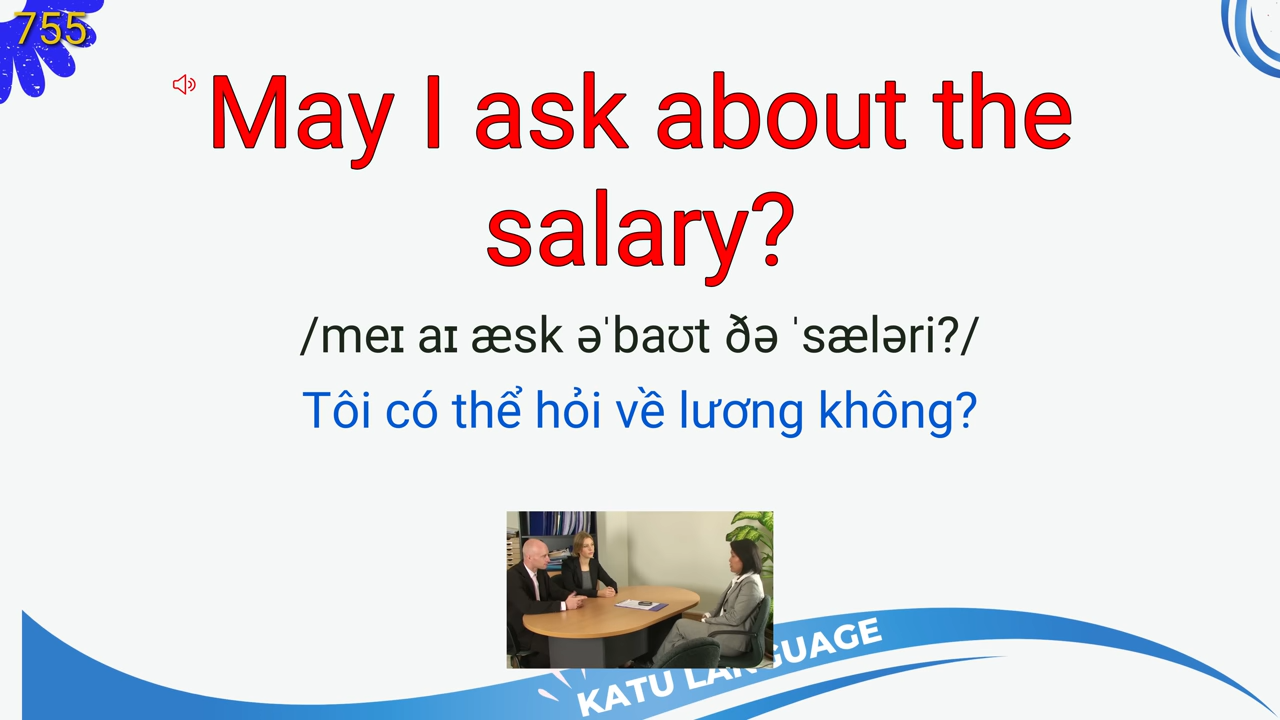 755
May I ask about the
salary?
/meɪ aɪ æsk əˈbaʊt ðə ˈsæləri?/
Tôi có thể hỏi về lương không?
KATU LANGUAGE